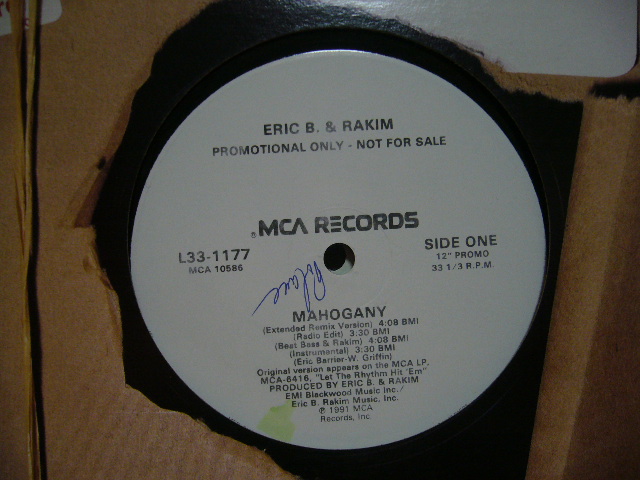 ERIC B. & RAKIM
PROMOTIONAL ONLY - NOT FOR SALE
®MCA RECORDS
L33-1177
MCA 10586
SIDE ONE
12" PROMO
33 1/3 R.P.M.
MAHOGANY
(Extended Remix Version) 4:08 BMI
(Radio Edit) 3:30 BMI
(Beat Bass & Rakim) 4:08 BMI
(Instrumental) 3:30 BMI
(Eric Barrier-W. Griffin)
Original version appears on the MCA LP.
MCA-6416, "Let The Rhythm Hit 'Em"
PRODUCED BY ERIC B. & RAKIM
EMI Blackwood Music Inc./
Eric B. Rakim Music, Inc.
℗ 1991 MCA
Records, Inc.